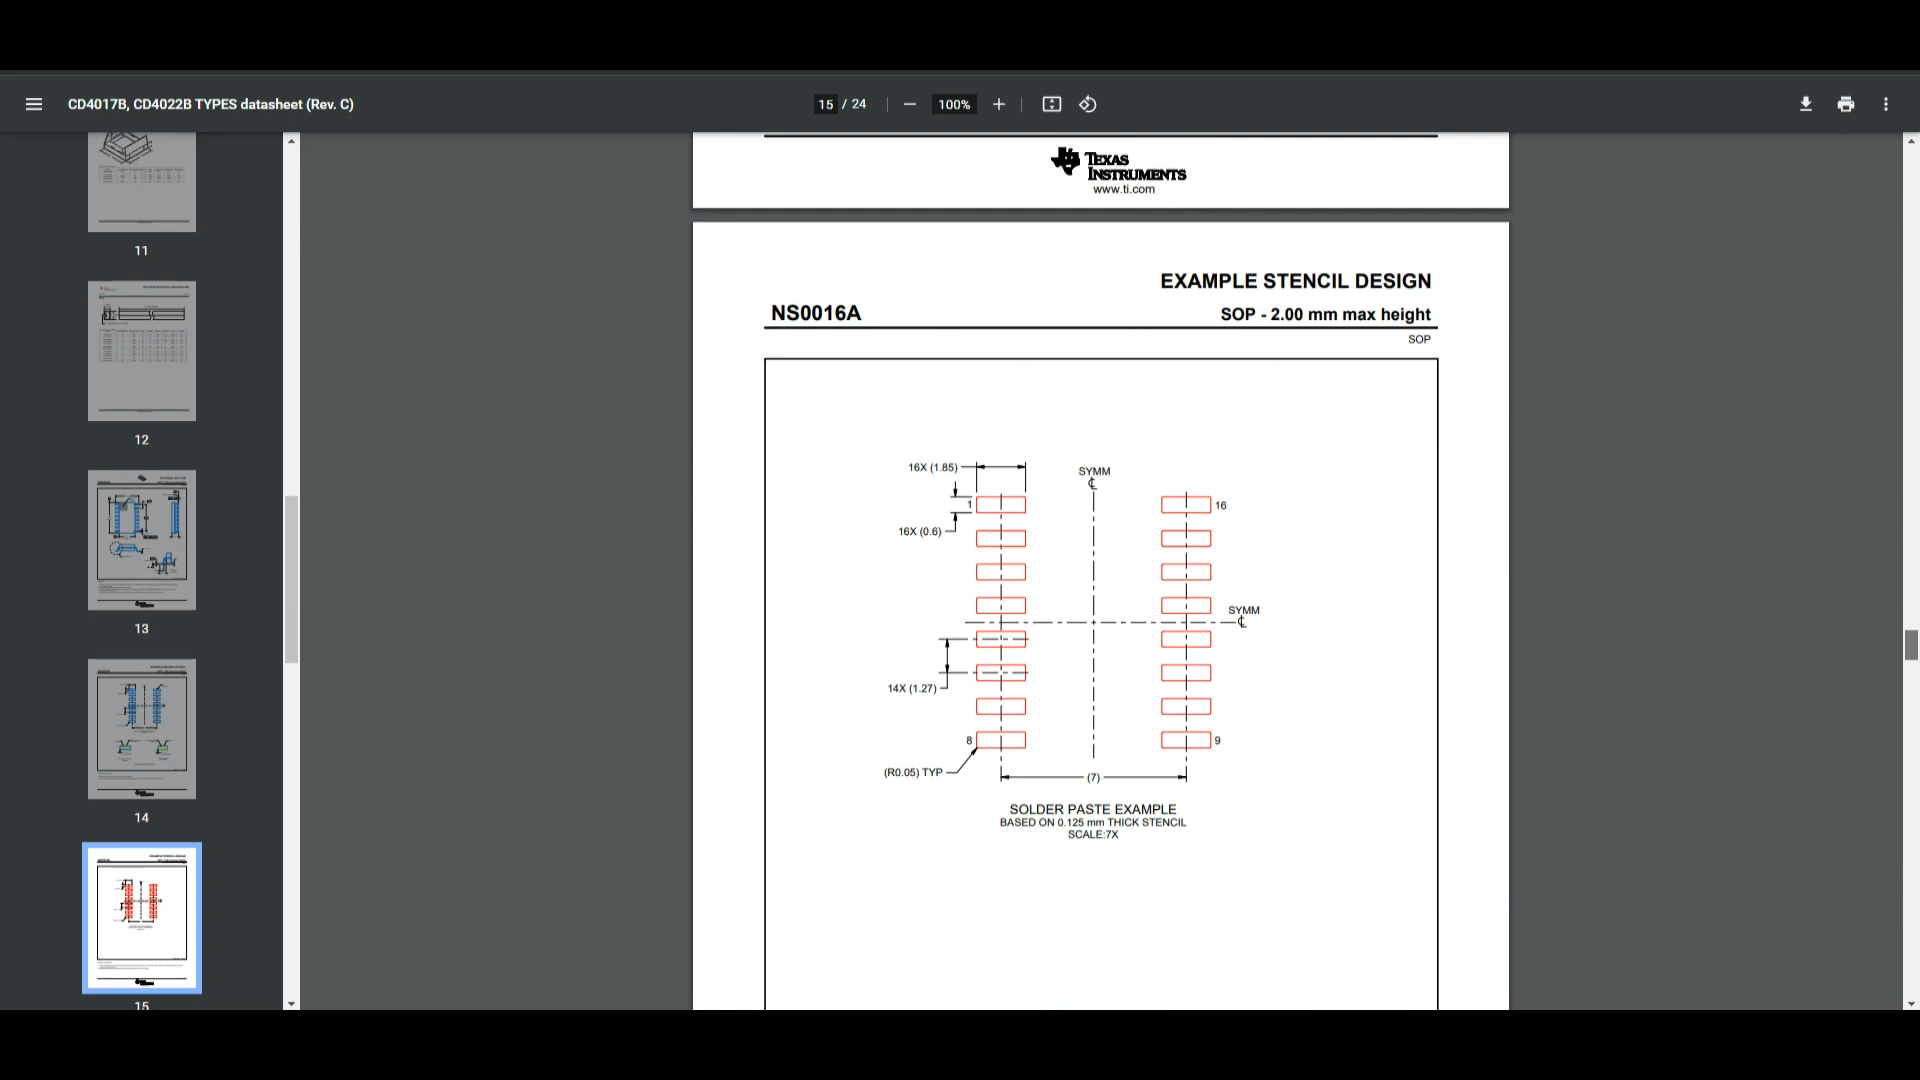 CD4017B, CD4022B TYPES datasheet (Rev. C)
15 / 24
100%
11
12
13
14
15
TEXAS
INSTRUMENTS
www.ti.com
EXAMPLE STENCIL DESIGN
NS0016A
SOP - 2.00 mm max height
SOP
16X (1.85)
SYMM
1
16
16X (0.6)
SYMM
14X (1.27)
8
9
(R0.05) TYP
(7)
SOLDER PASTE EXAMPLE
BASED ON 0.125 mm THICK STENCIL
SCALE:7X